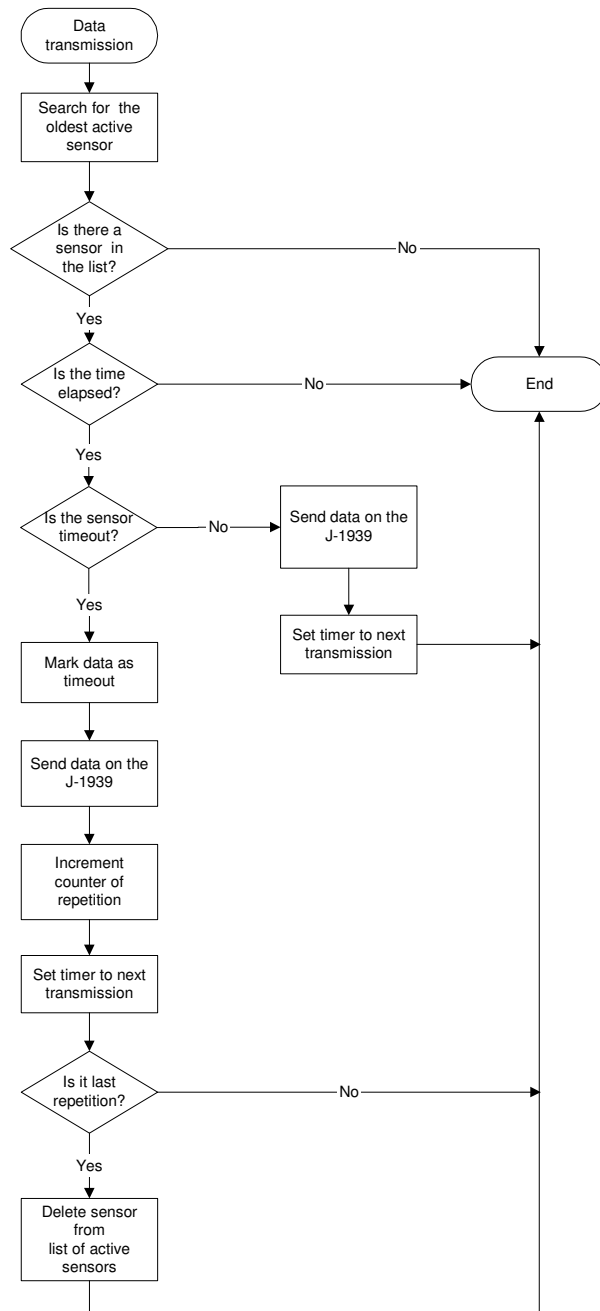 Data
transmission
Search for the
oldest active
sensor
Is there a
sensor in
the list?
No
Yes
Is the time
elapsed?
No
End
Yes
Is the sensor
timeout?
No
Send data on the
J-1939
Yes
Set timer to next
transmission
Mark data as
timeout
Send data on the
J-1939
Increment
counter of
repetition
Set timer to next
transmission
Is it last
repetition?
No
Yes
Delete sensor
from
list of active
sensors